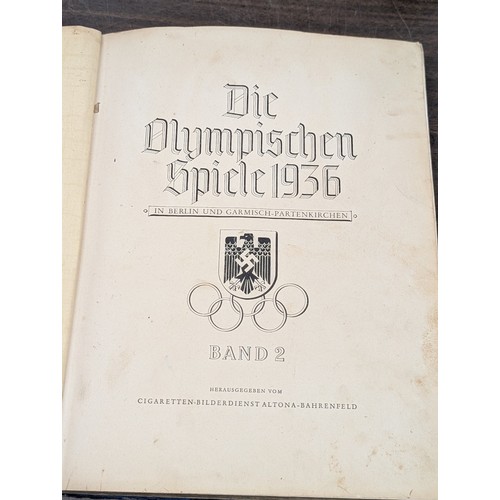 Die
Olympischen
Spiele 1936
IN BERLIN UND GARMISCH-PARTENKIRCHEN
BAND 2
HERAUSGEGEBEN VOM
CIGARETTEN-BILDERDIENST ALTONA-BAHRENFELD